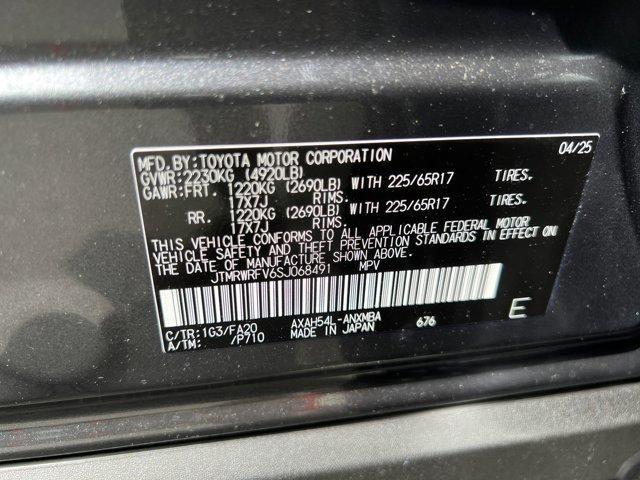 MFD.BY:TOYOTA MOTOR CORPORATION 04/25
GVWR:2230KG (4920LB)
GAWR:FRT. 1220KG (2690LB) WITH 225/65R17 TIRES.
17X7J RIMS.
RR. 1220KG (2690LB) WITH 225/65R17 TIRES.
17X7J RIMS.
THIS VEHICLE CONFORMS TO ALL APPLICABLE FEDERAL MOTOR
VEHICLE SAFETY AND THEFT PREVENTION STANDARDS IN EFFECT ON
THE DATE OF MANUFACTURE SHOWN ABOVE.
JTMRWRFV6SJ068491 MPV
C/TR:1G3/FA20 AXAH54L-ANXMBA 676 E
A/TM: /P710 MADE IN JAPAN